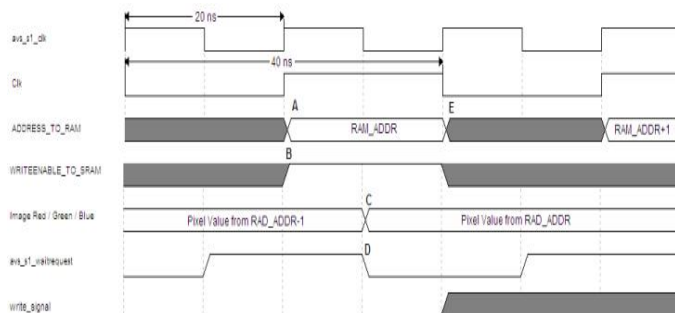 20 ns
avs_s1_clk
40 ns
Clk
A
E
ADDRESS_TO_RAM
RAM_ADDR
RAM_ADDR+1
B
WRITEENABLE_TO_SRAM
C
Image Red / Green / Blue
Pixel Value from RAD_ADDR-1
Pixel Value from RAD_ADDR
D
avs_s1_waitrequest
write_signal